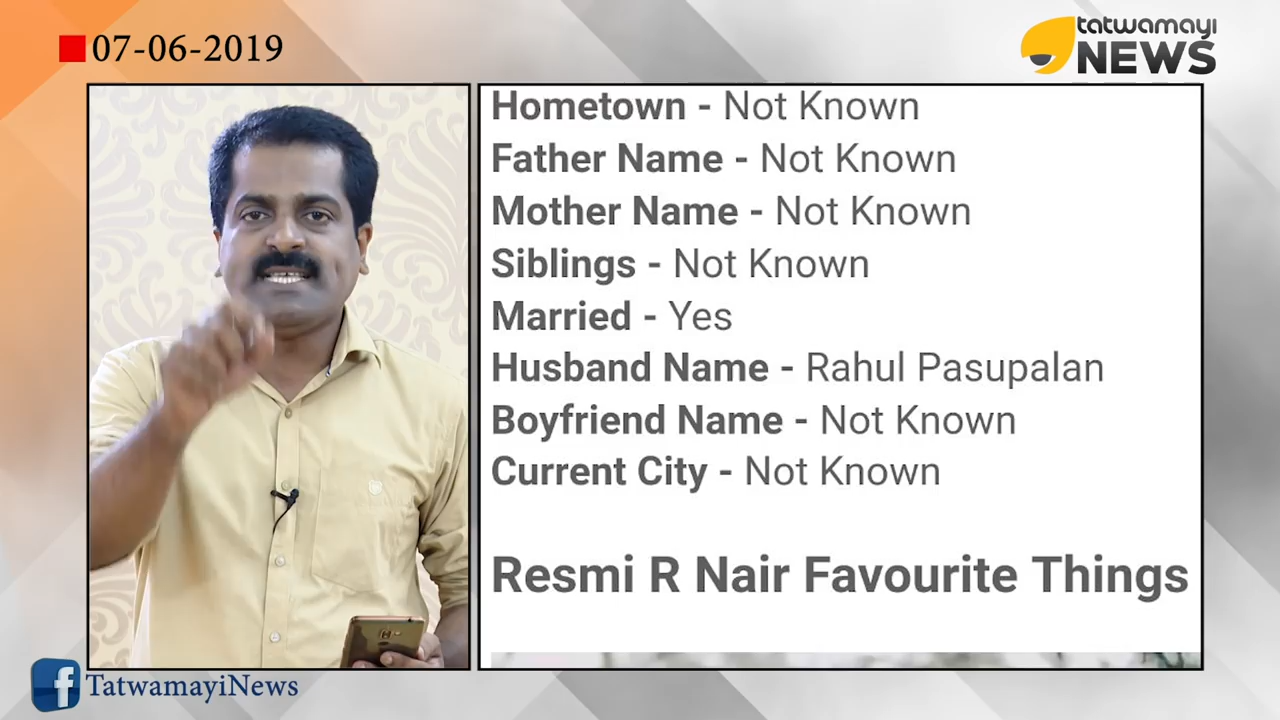 07-06-2019
tatwamayi
NEWS
Hometown - Not Known
Father Name - Not Known
Mother Name - Not Known
Siblings - Not Known
Married - Yes
Husband Name - Rahul Pasupalan
Boyfriend Name - Not Known
Current City - Not Known
Resmi R Nair Favourite Things
f TatwamayiNews